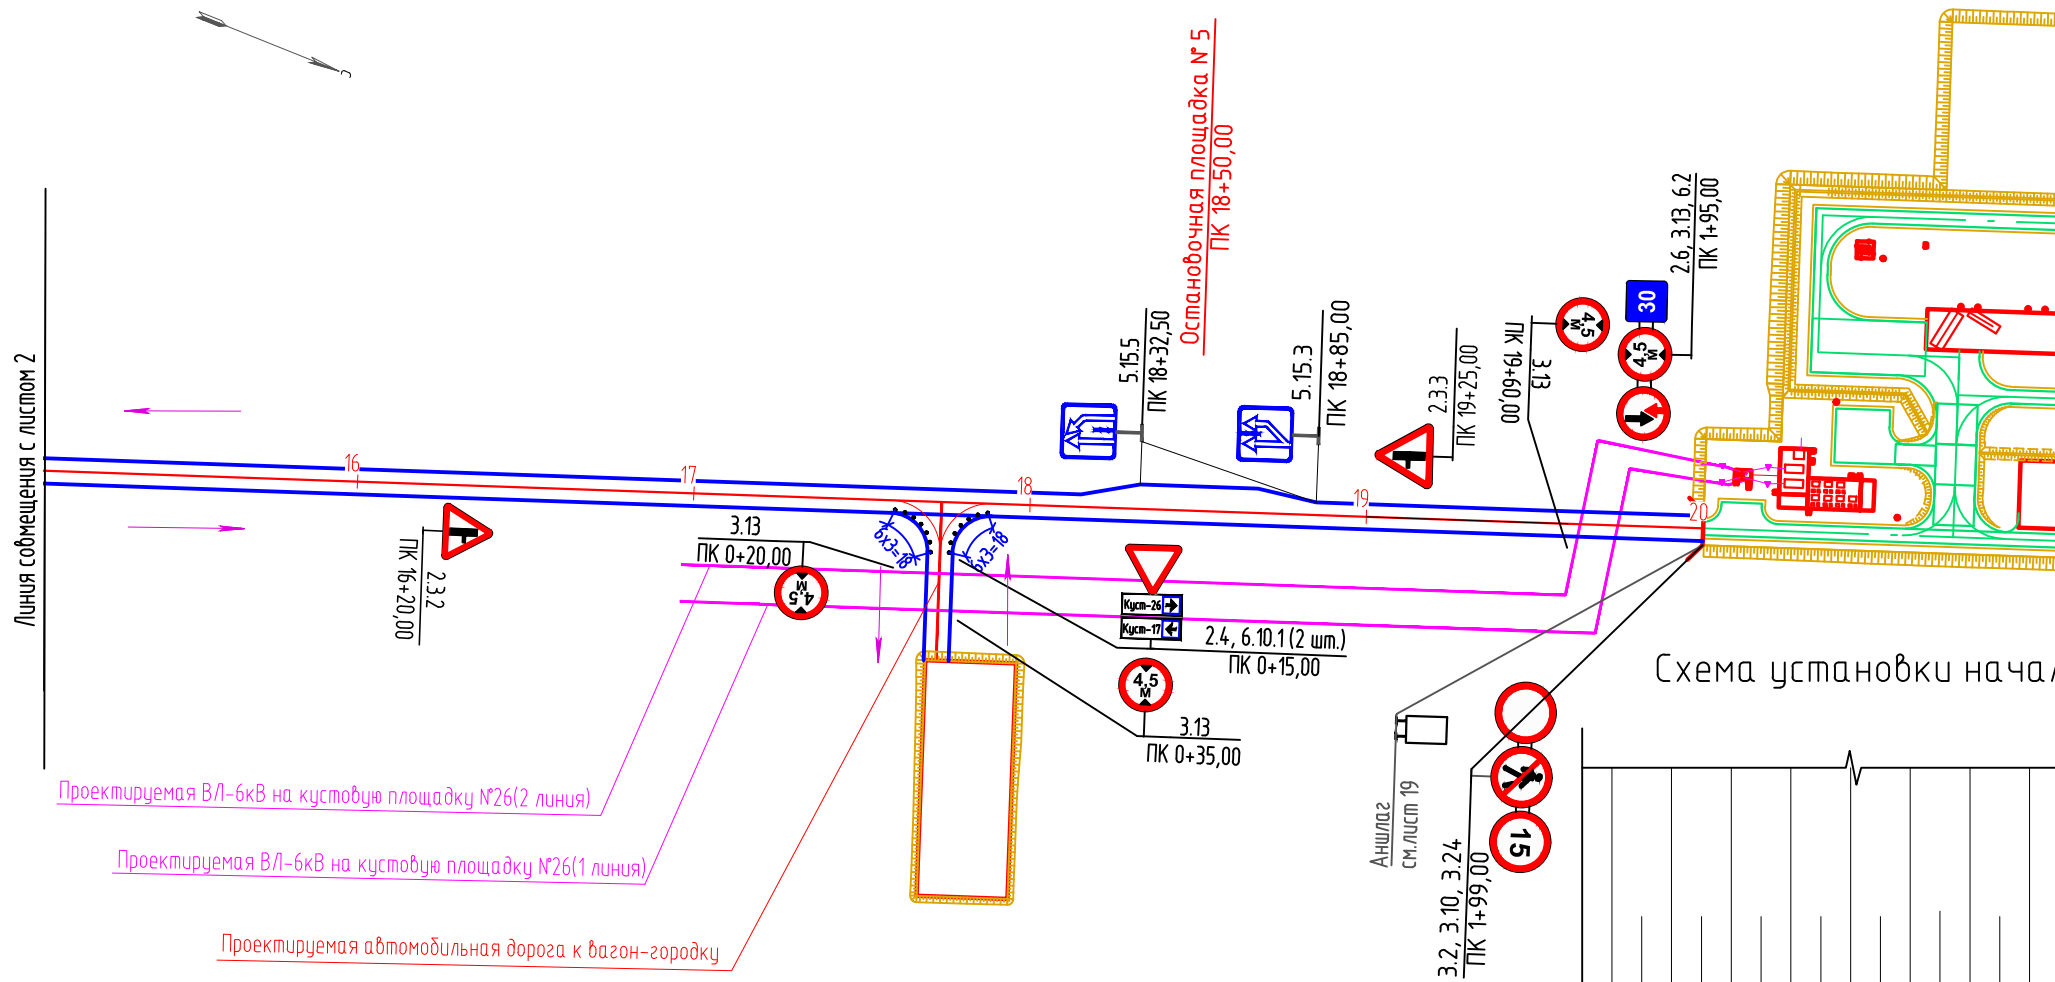 С
Линия совмещения с листом 2
16
17
18
19
20
2.3.2
ПК 16+20,00
3.13
ПК 0+20,00
4,5
М
6х3=18
6х3=18
5.15.5
ПК 18+32,50
Остановочная площадка №5
ПК 18+50,00
5.15.3
ПК 18+85,00
2.3.3
ПК 19+25,00
3.13
ПК 19+60,00
4,5
М
30
4,5
М
2.6, 3.13, 6.2
ПК 1+95,00
Куст-26
Куст-17
2.4, 6.10.1 (2 шт.)
ПК 0+15,00
4,5
М
3.13
ПК 0+35,00
Проектируемая ВЛ-6кВ на кустовую площадку №26(2 линия)
Проектируемая ВЛ-6кВ на кустовую площадку №26(1 линия)
Проектируемая автомобильная дорога к вагон-городку
Аншлаг
см.лист 19
3.2, 3.10, 3.24
ПК 1+99,00
15
Схема установки начал